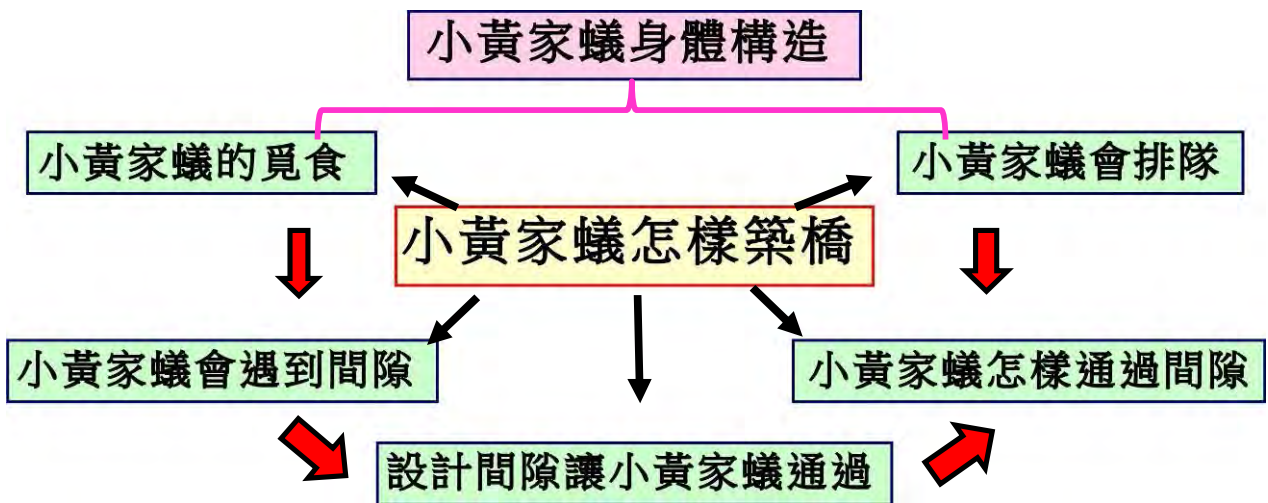 小黃家蟻身體構造
小黃家蟻的覓食
小黃家蟻會排隊
小黃家蟻怎樣築橋
小黃家蟻會遇到間隙
小黃家蟻怎樣通過間隙
設計間隙讓小黃家蟻通過